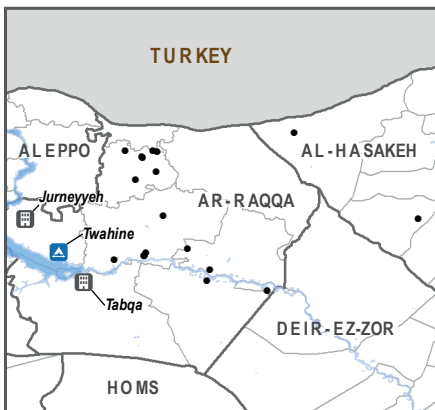 TURKEY
ALEPPO
AL-HASAKEH
Jurneyyeh
AR-RAQQA
Twahine
Tabqa
DEIR-EZ-ZOR
HOMS